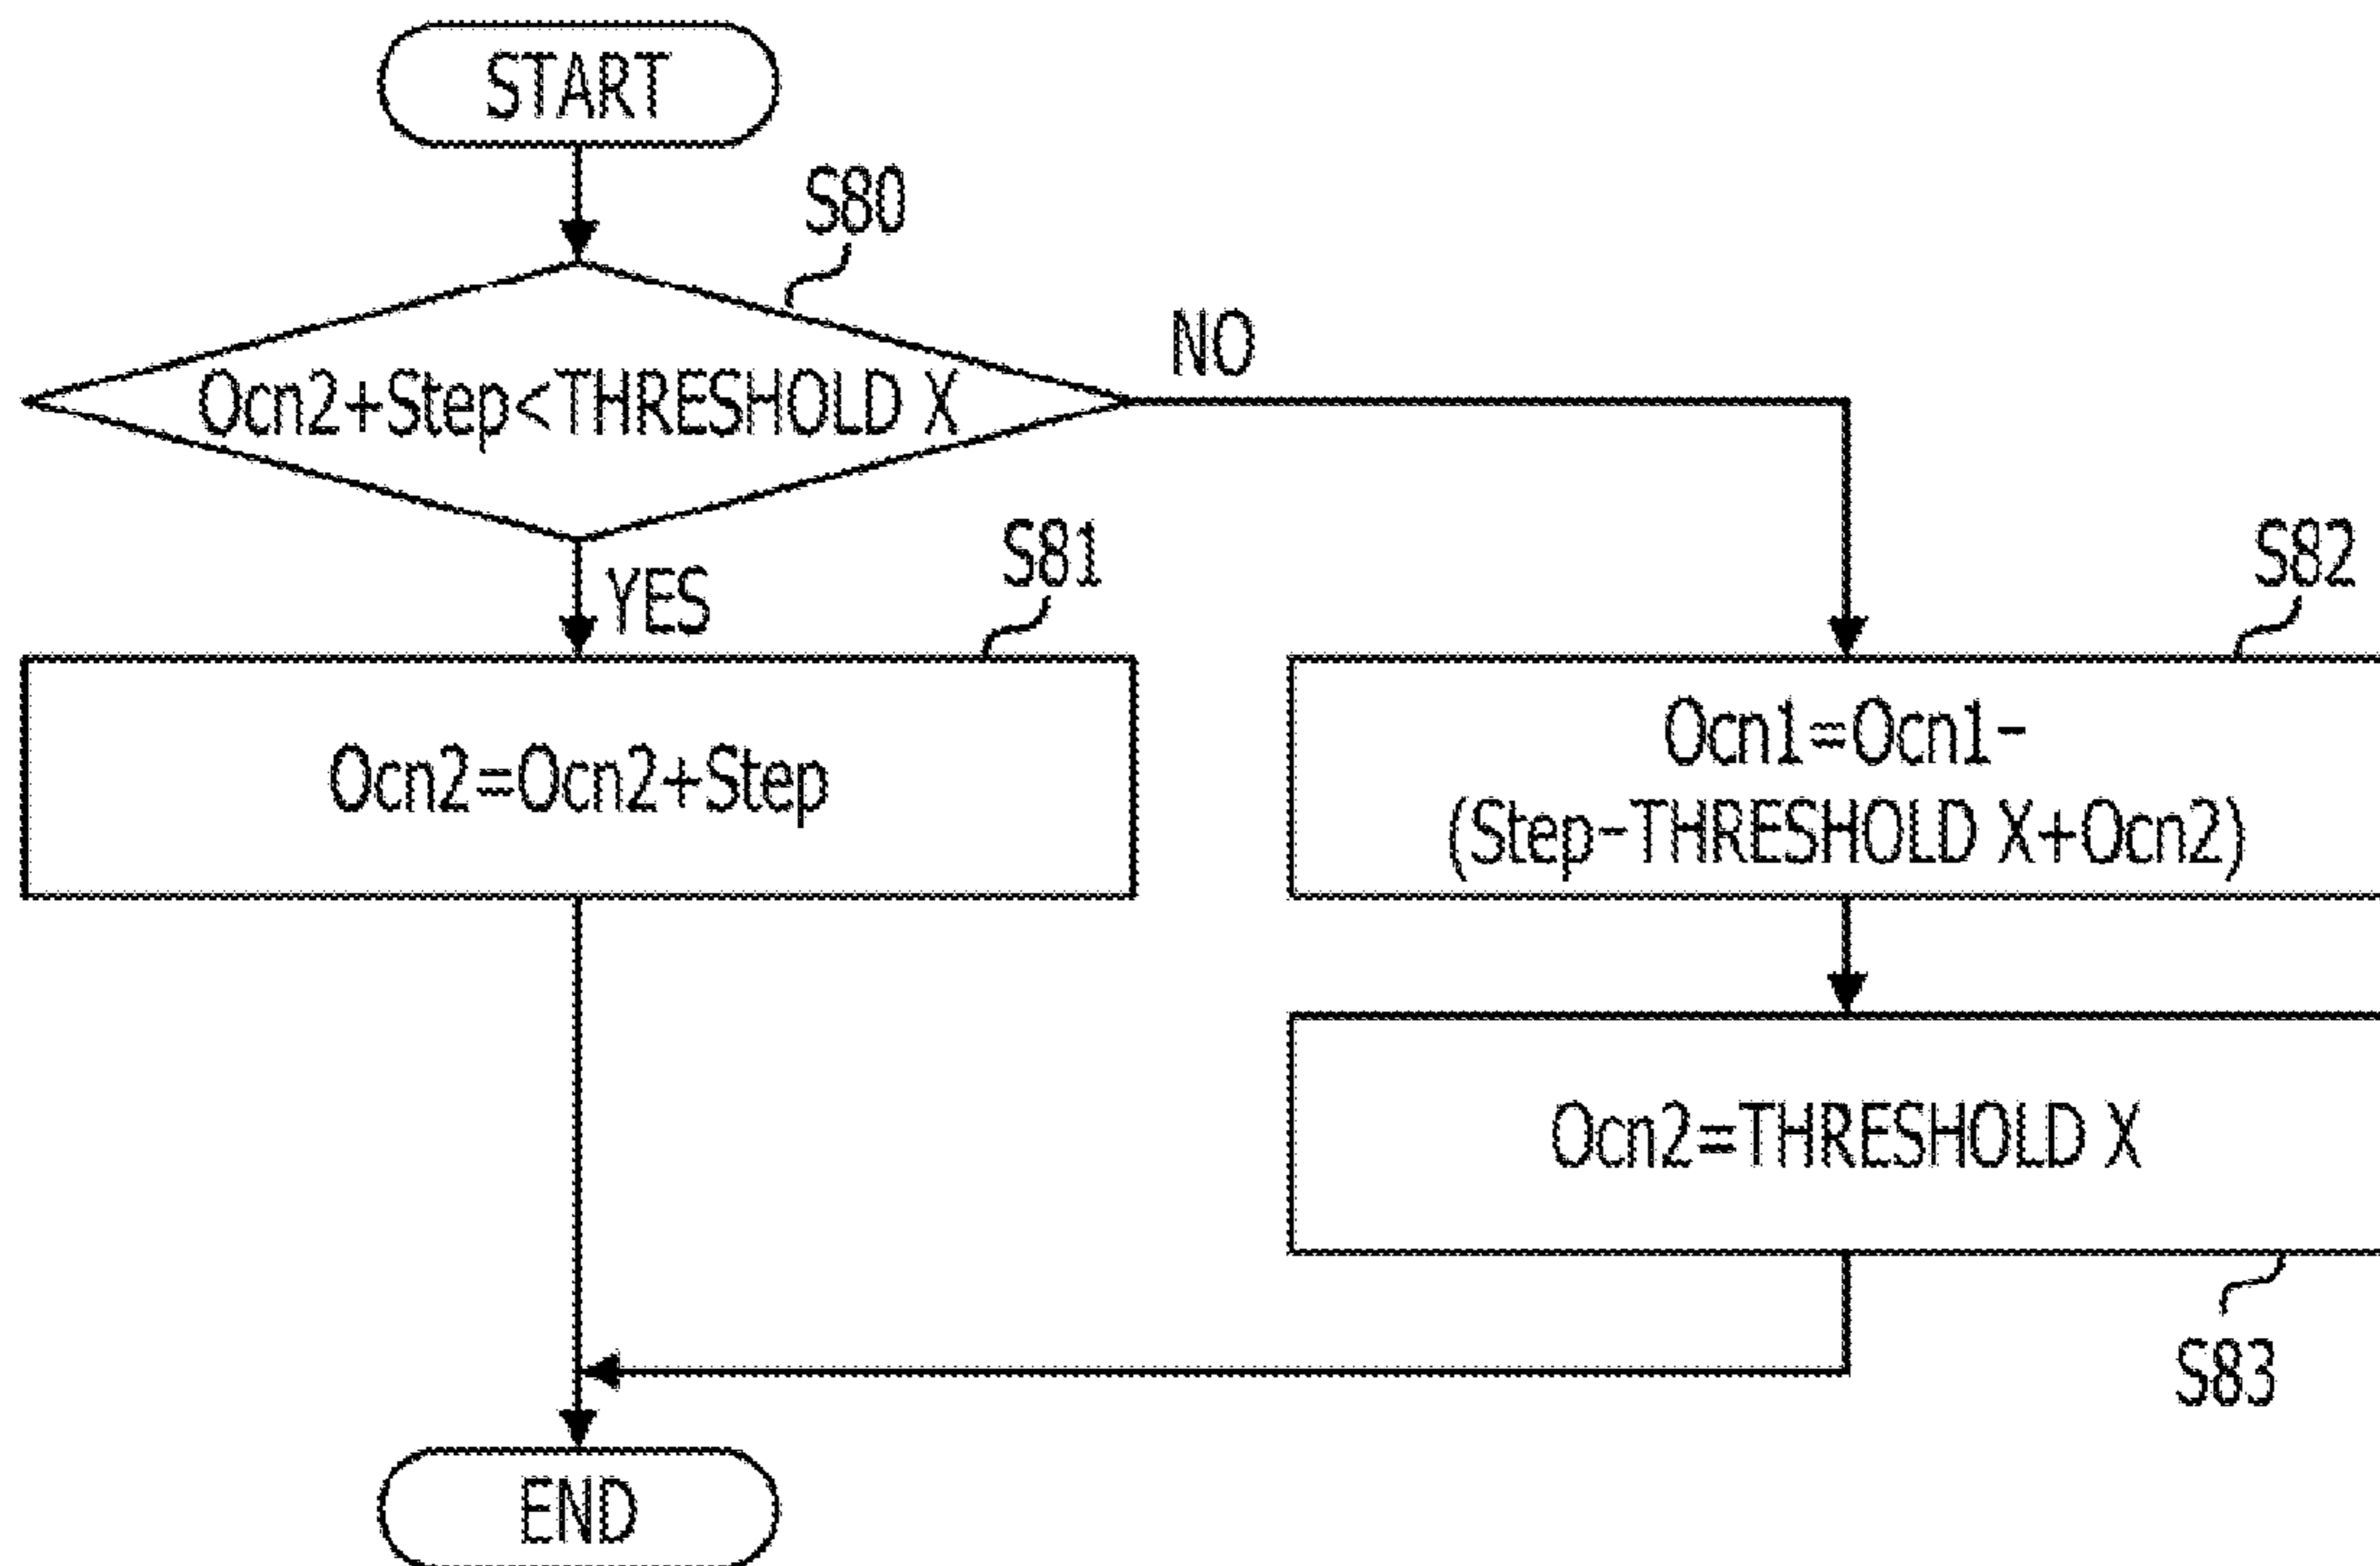 START
S80
Ocn2+Step<THRESHOLD X
NO
YES
S81
Ocn2=Ocn2+Step
S82
Ocn1=Ocn1-
(Step-THRESHOLD X+Ocn2)
Ocn2=THRESHOLD X
S83
END